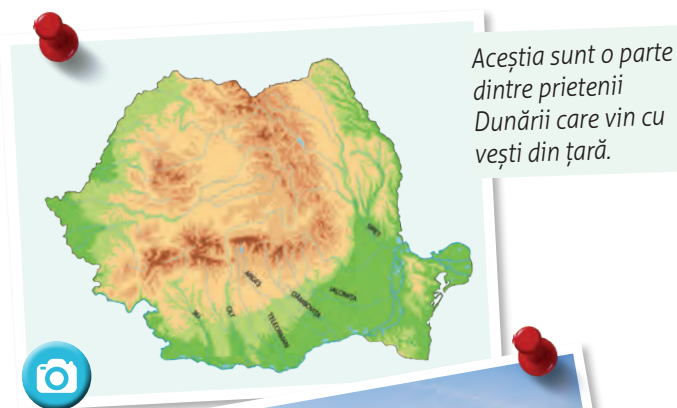 Aceștia sunt o parte
dintre prietenii
Dunării care vin cu
vești din țară.
SIRET
ARGEȘ
IALOMIȚA
DÂMBOVIȚA
JIU
OLT
TELEORMAN